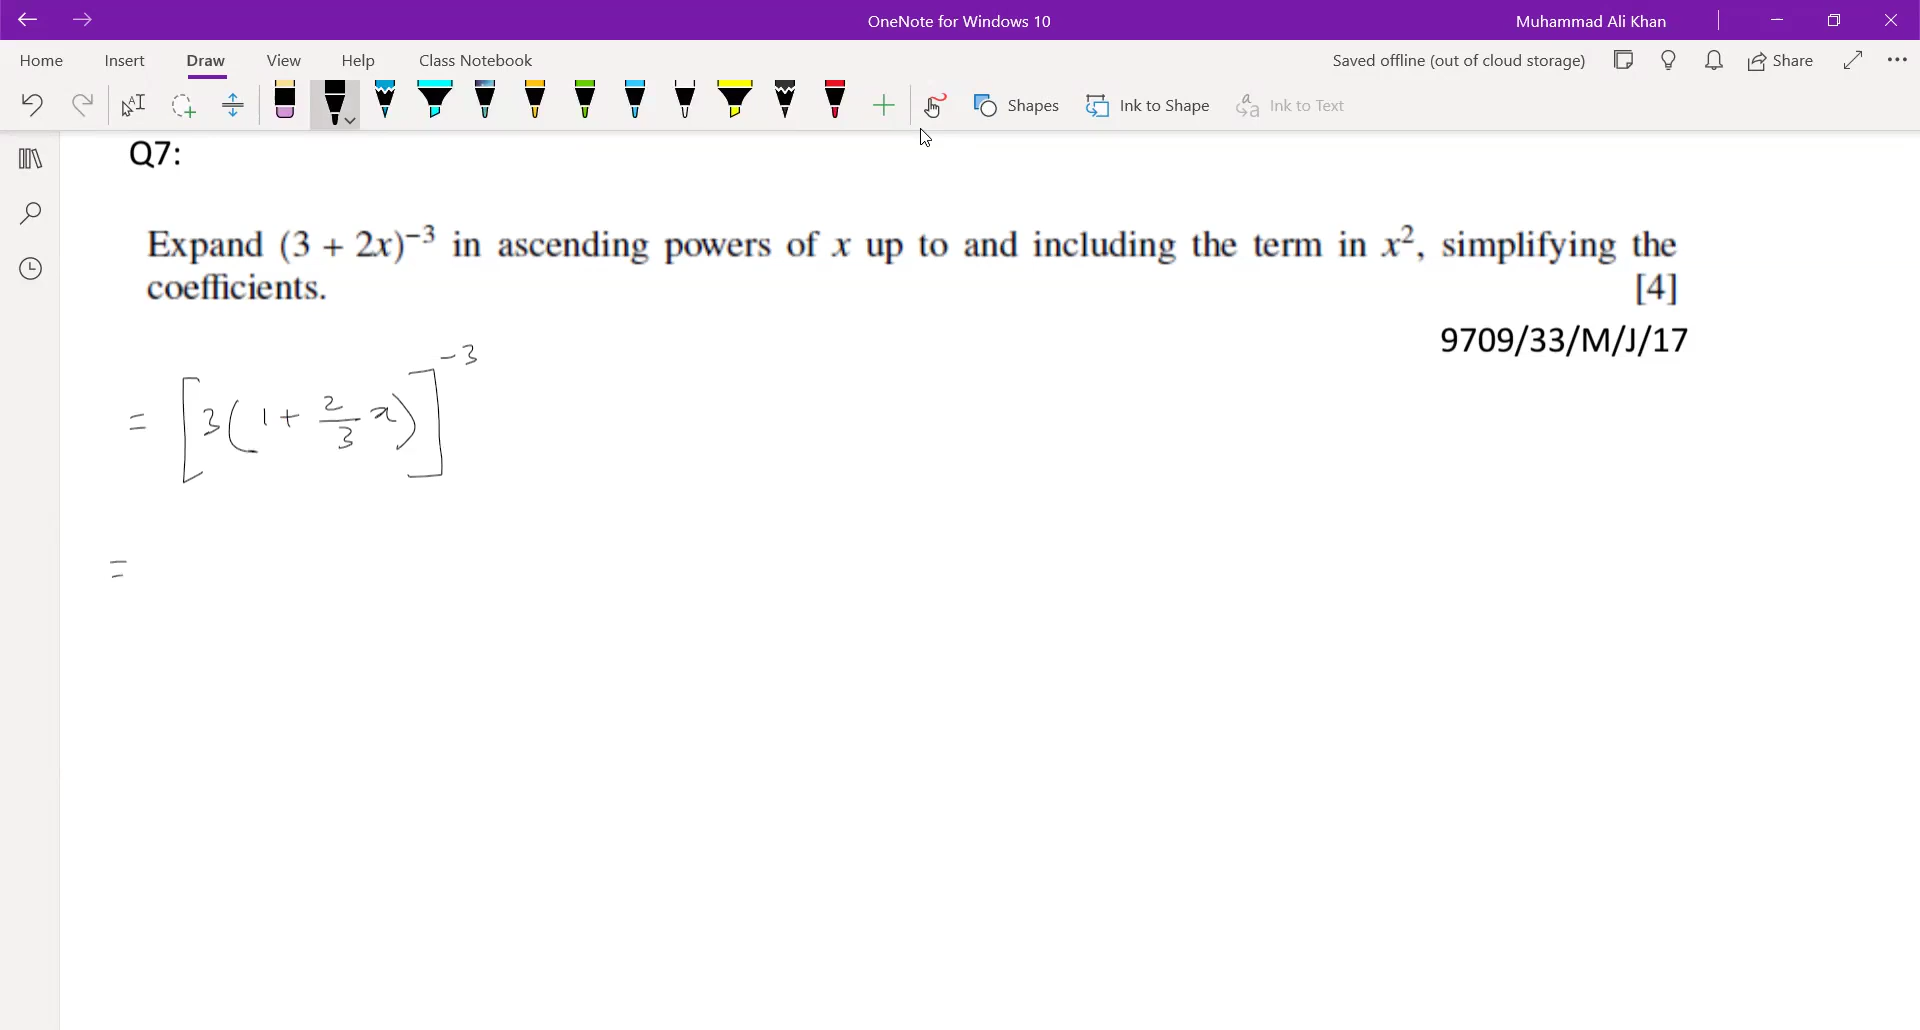 OneNote for Windows 10
Muhammad Ali Khan
Home Insert Draw View Help Class Notebook
Saved offline (out of cloud storage) Share
Shapes Ink to Shape Ink to Text
Q7:
Expand (3 + 2x)⁻³ in ascending powers of x up to and including the term in x², simplifying the
coefficients. [4]
9709/33/M/J/17
= [3(1 + 2/3 x)]⁻³
=